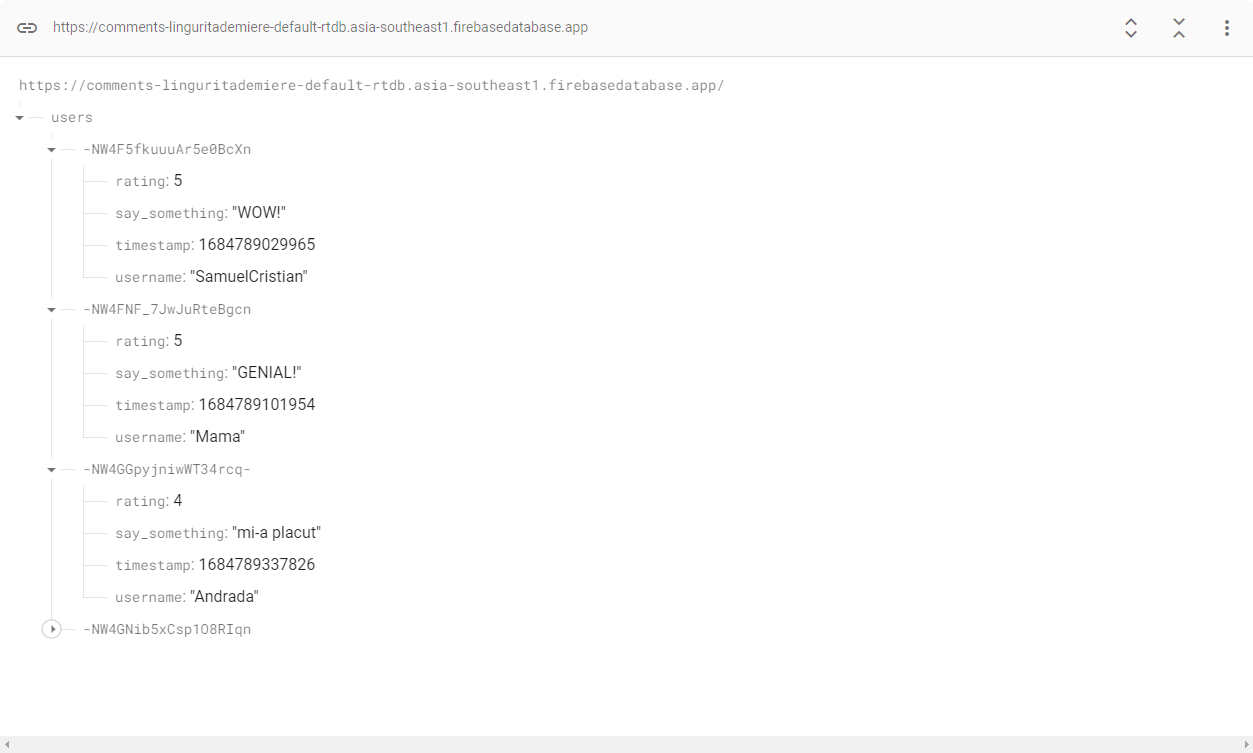 https://comments-linguritademiere-default-rtdb.asia-southeast1.firebasedatabase.app
https://comments-linguritademiere-default-rtdb.asia-southeast1.firebasedatabase.app/
users
-NW4F5fkuuuAr5e0BcXn
rating: 5
say_something: "WOW!"
timestamp: 1684789029965
username: "SamuelCristian"
-NW4FNF_7JwJuRteBgcn
rating: 5
say_something: "GENIAL!"
timestamp: 1684789101954
username: "Mama"
-NW4GGpyjniwWT34rcq-
rating: 4
say_something: "mi-a placut"
timestamp: 1684789337826
username: "Andrada"
-NW4GNib5xCsp1O8RIqn